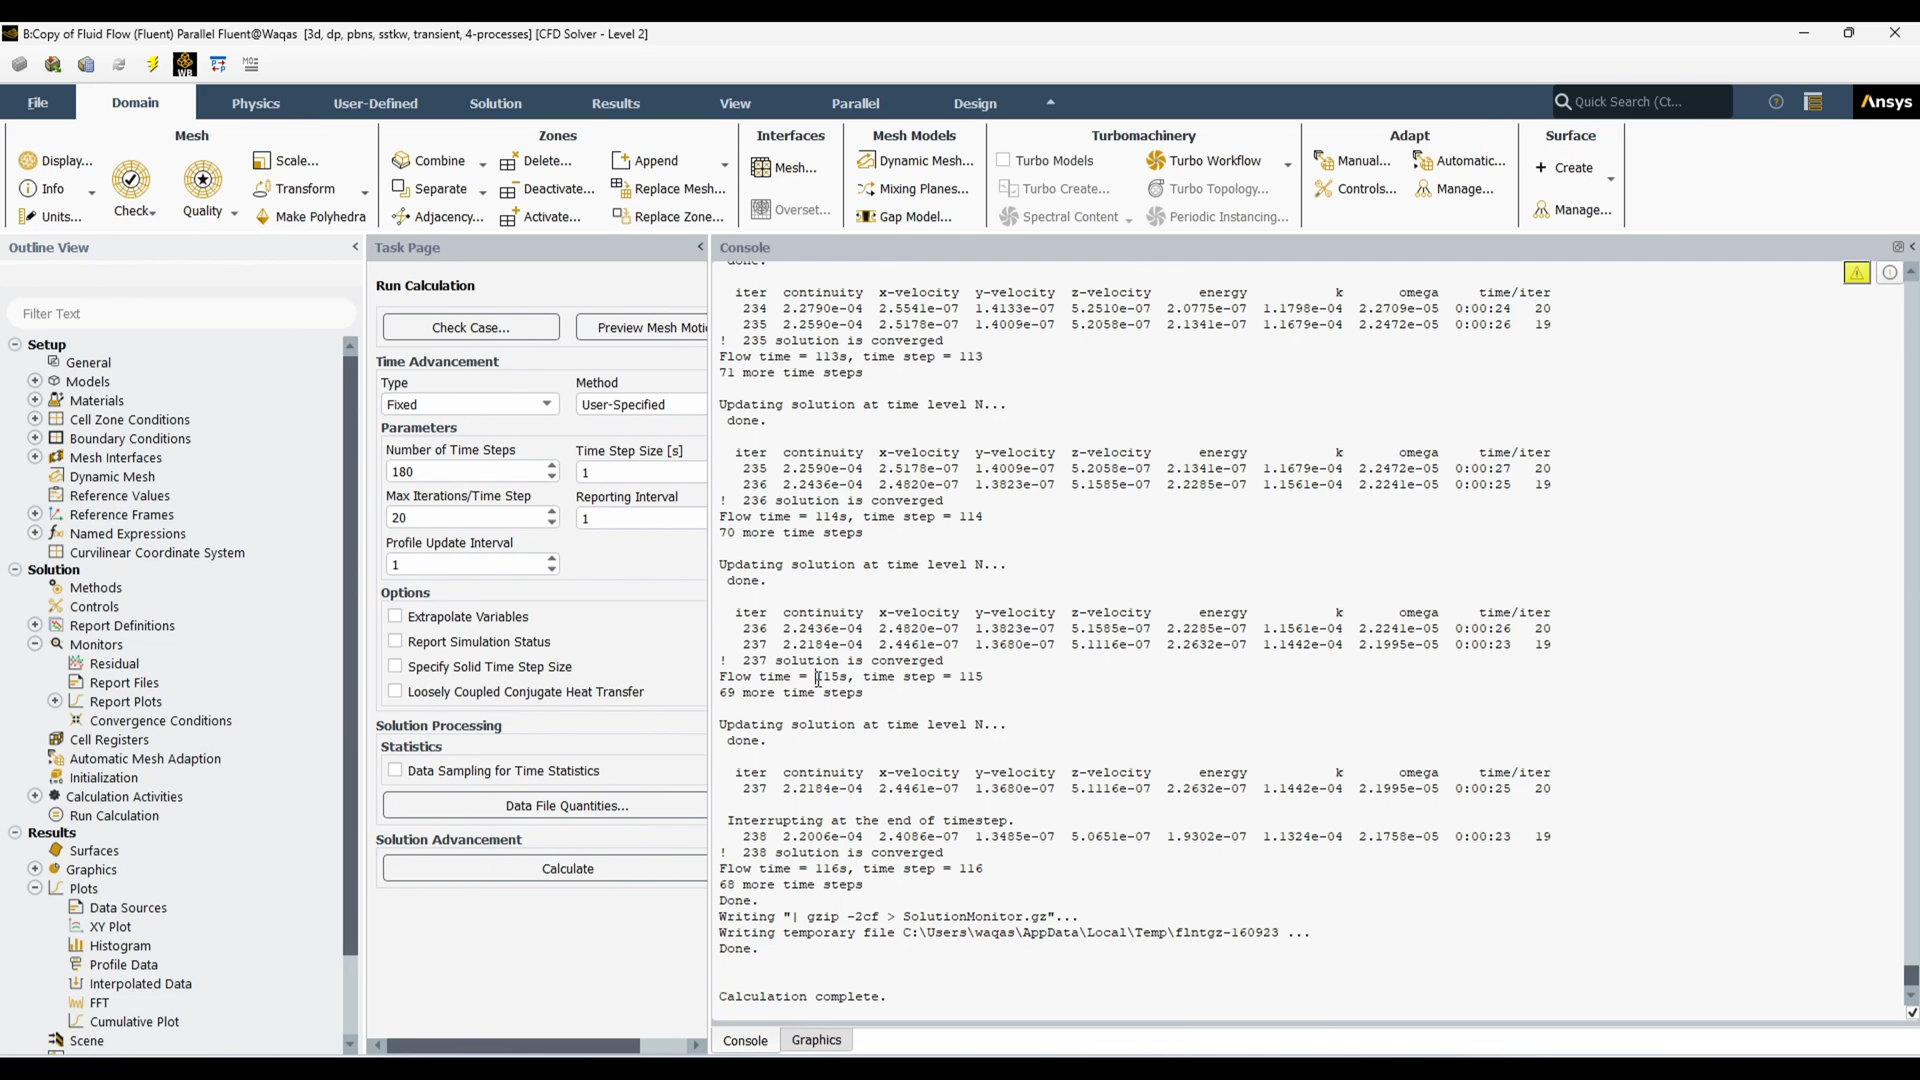 B:Copy of Fluid Flow (Fluent) Parallel Fluent@Waqas [3d, dp, pbns, sstkw, transient, 4-processes] [CFD Solver - Level 2]
WB
File
Domain
Physics
User-Defined
Solution
Results
View
Parallel
Design
Quick Search (Ct...
Ansys
Mesh
Display...
Info
Units...
Check
Quality
Scale...
Transform
Make Polyhedra
Zones
Combine
Separate
Adjacency...
Delete...
Deactivate...
Activate...
Append
Replace Mesh...
Replace Zone...
Interfaces
Mesh...
Overset...
Mesh Models
Dynamic Mesh...
Mixing Planes...
Gap Model...
Turbomachinery
Turbo Models
Turbo Create...
Spectral Content
Turbo Workflow
Turbo Topology...
Periodic Instancing...
Adapt
Manual...
Controls...
Automatic...
Manage...
Surface
Create
Manage...
Outline View
Filter Text
Setup
General
Models
Materials
Cell Zone Conditions
Boundary Conditions
Mesh Interfaces
Dynamic Mesh
Reference Values
Reference Frames
Named Expressions
Curvilinear Coordinate System
Solution
Methods
Controls
Report Definitions
Monitors
Residual
Report Files
Report Plots
Convergence Conditions
Cell Registers
Automatic Mesh Adaption
Initialization
Calculation Activities
Run Calculation
Results
Surfaces
Graphics
Plots
Data Sources
XY Plot
Histogram
Profile Data
Interpolated Data
FFT
Cumulative Plot
Scene
Task Page
Run Calculation
Check Case...
Preview Mesh Moti
Time Advancement
Type
Method
Fixed
User-Specified
Parameters
Number of Time Steps
Time Step Size [s]
180
1
Max Iterations/Time Step
Reporting Interval
20
1
Profile Update Interval
1
Options
Extrapolate Variables
Report Simulation Status
Specify Solid Time Step Size
Loosely Coupled Conjugate Heat Transfer
Solution Processing
Statistics
Data Sampling for Time Statistics
Data File Quantities...
Solution Advancement
Calculate
Console
done.
iter continuity x-velocity y-velocity z-velocity energy k omega time/iter
234 2.2790e-04 2.5541e-07 1.4133e-07 5.2510e-07 2.0775e-07 1.1798e-04 2.2709e-05 0:00:24 20
235 2.2590e-04 2.5178e-07 1.4009e-07 5.2058e-07 2.1341e-07 1.1679e-04 2.2472e-05 0:00:26 19
! 235 solution is converged
Flow time = 113s, time step = 113
71 more time steps
Updating solution at time level N...
done.
iter continuity x-velocity y-velocity z-velocity energy k omega time/iter
235 2.2590e-04 2.5178e-07 1.4009e-07 5.2058e-07 2.1341e-07 1.1679e-04 2.2472e-05 0:00:27 20
236 2.2436e-04 2.4820e-07 1.3823e-07 5.1585e-07 2.2285e-07 1.1561e-04 2.2241e-05 0:00:25 19
! 236 solution is converged
Flow time = 114s, time step = 114
70 more time steps
Updating solution at time level N...
done.
iter continuity x-velocity y-velocity z-velocity energy k omega time/iter
236 2.2436e-04 2.4820e-07 1.3823e-07 5.1585e-07 2.2285e-07 1.1561e-04 2.2241e-05 0:00:26 20
237 2.2184e-04 2.4461e-07 1.3680e-07 5.1116e-07 2.2632e-07 1.1442e-04 2.1995e-05 0:00:23 19
! 237 solution is converged
Flow time = 115s, time step = 115
69 more time steps
Updating solution at time level N...
done.
iter continuity x-velocity y-velocity z-velocity energy k omega time/iter
237 2.2184e-04 2.4461e-07 1.3680e-07 5.1116e-07 2.2632e-07 1.1442e-04 2.1995e-05 0:00:25 20
Interrupting at the end of timestep.
238 2.2006e-04 2.4086e-07 1.3485e-07 5.0651e-07 1.9302e-07 1.1324e-04 2.1758e-05 0:00:23 19
! 238 solution is converged
Flow time = 116s, time step = 116
68 more time steps
Done.
Writing "| gzip -2cf > SolutionMonitor.gz"...
Writing temporary file C:\Users\waqas\AppData\Local\Temp\flntgz-160923 ...
Done.
Calculation complete.
Console
Graphics